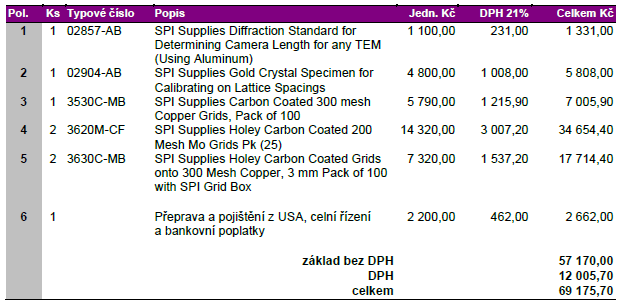 Pol. Ks Typové číslo Popis Jedn. Kč DPH 21% Celkem Kč
1 1 02857-AB SPI Supplies Diffraction Standard for 1 100,00 231,00 1 331,00
Determining Camera Length for any TEM
(Using Aluminum)
2 1 02904-AB SPI Supplies Gold Crystal Specimen for 4 800,00 1 008,00 5 808,00
Calibrating on Lattice Spacings
3 1 3530C-MB SPI Supplies Carbon Coated 300 mesh 5 790,00 1 215,90 7 005,90
Copper Grids, Pack of 100
4 2 3620M-CF SPI Supplies Holey Carbon Coated 200 14 320,00 3 007,20 34 654,40
Mesh Mo Grids Pk (25)
5 2 3630C-MB SPI Supplies Holey Carbon Coated Grids 7 320,00 1 537,20 17 714,40
onto 300 Mesh Copper, 3 mm Pack of 100
with SPI Grid Box
6 1 Přeprava a pojištění z USA, celní řízení 2 200,00 462,00 2 662,00
a bankovní poplatky
základ bez DPH 57 170,00
DPH 12 005,70
celkem 69 175,70